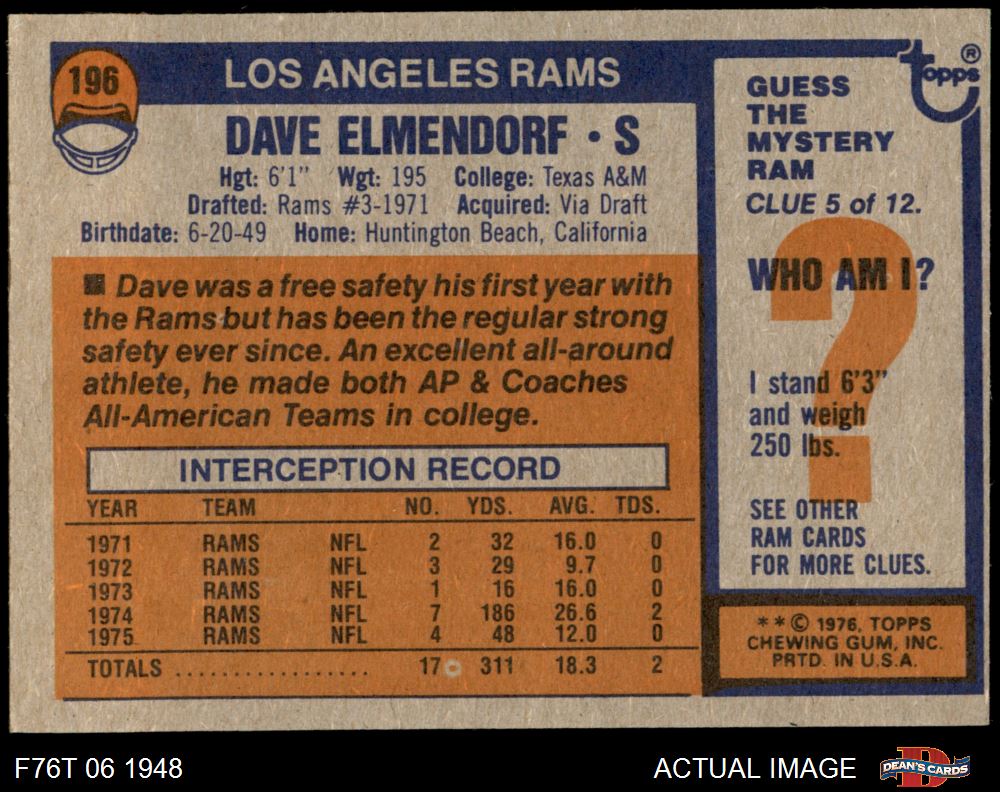 196
LOS ANGELES RAMS
DAVE ELMENDORF • S
Hgt: 6'1" Wgt: 195 College: Texas A&M
Drafted: Rams #3-1971 Acquired: Via Draft
Birthdate: 6-20-49 Home: Huntington Beach, California
■ Dave was a free safety his first year with
the Rams but has been the regular strong
safety ever since. An excellent all-around
athlete, he made both AP & Coaches
All-American Teams in college.
INTERCEPTION RECORD
YEAR TEAM NO. YDS. AVG. TDS.
1971 RAMS NFL 2 32 16.0 0
1972 RAMS NFL 3 29 9.7 0
1973 RAMS NFL 1 16 16.0 0
1974 RAMS NFL 7 186 26.6 2
1975 RAMS NFL 4 48 12.0 0
TOTALS ................. 17 311 18.3 2
topps ®
GUESS
THE
MYSTERY
RAM
CLUE 5 of 12.
WHO AM I?
?
I stand 6'3"
and weigh
250 lbs.
SEE OTHER
RAM CARDS
FOR MORE CLUES.
**© 1976, TOPPS
CHEWING GUM, INC.
PRTD. IN U.S.A.
F76T 06 1948
ACTUAL IMAGE
D
DEAN'S CARDS